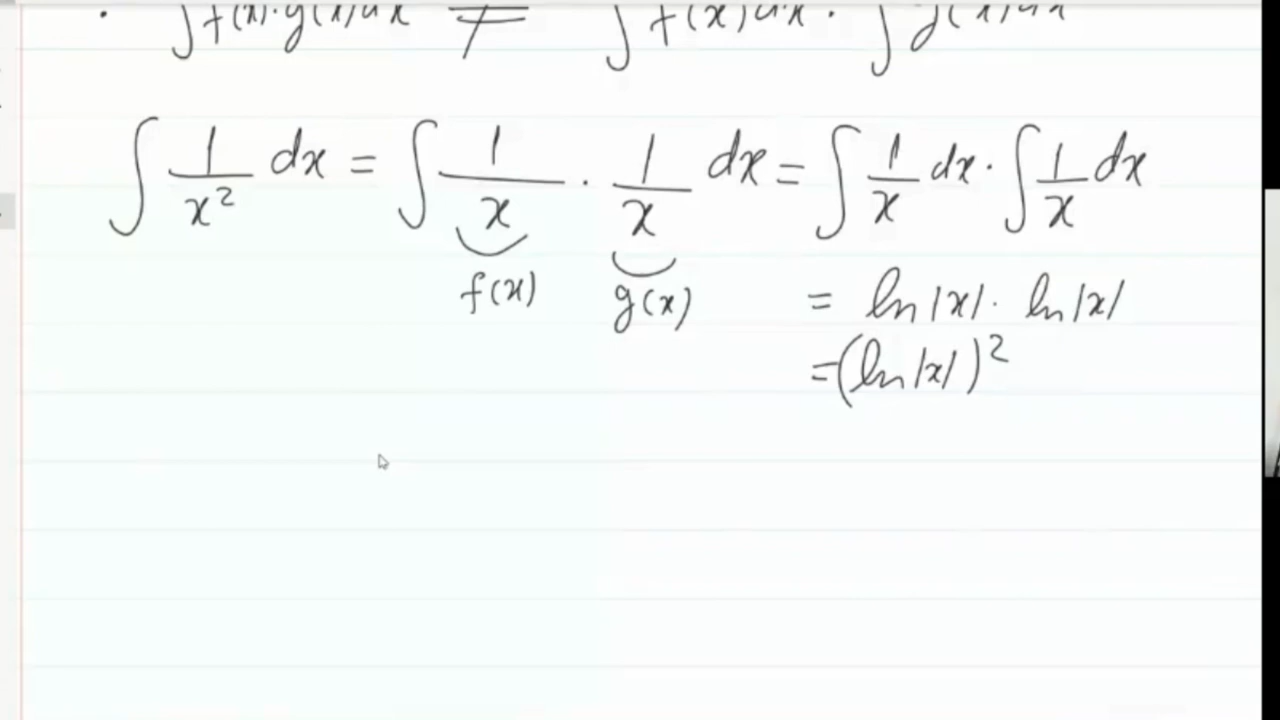 ∫f(x)·g(x)dx ≠ ∫f(x)dx · ∫g(x)dx
∫ 1/x² dx = ∫ 1/x · 1/x dx = ∫ 1/x dx · ∫ 1/x dx
f(x) g(x) = ln|x| · ln|x|
= (ln|x|)²